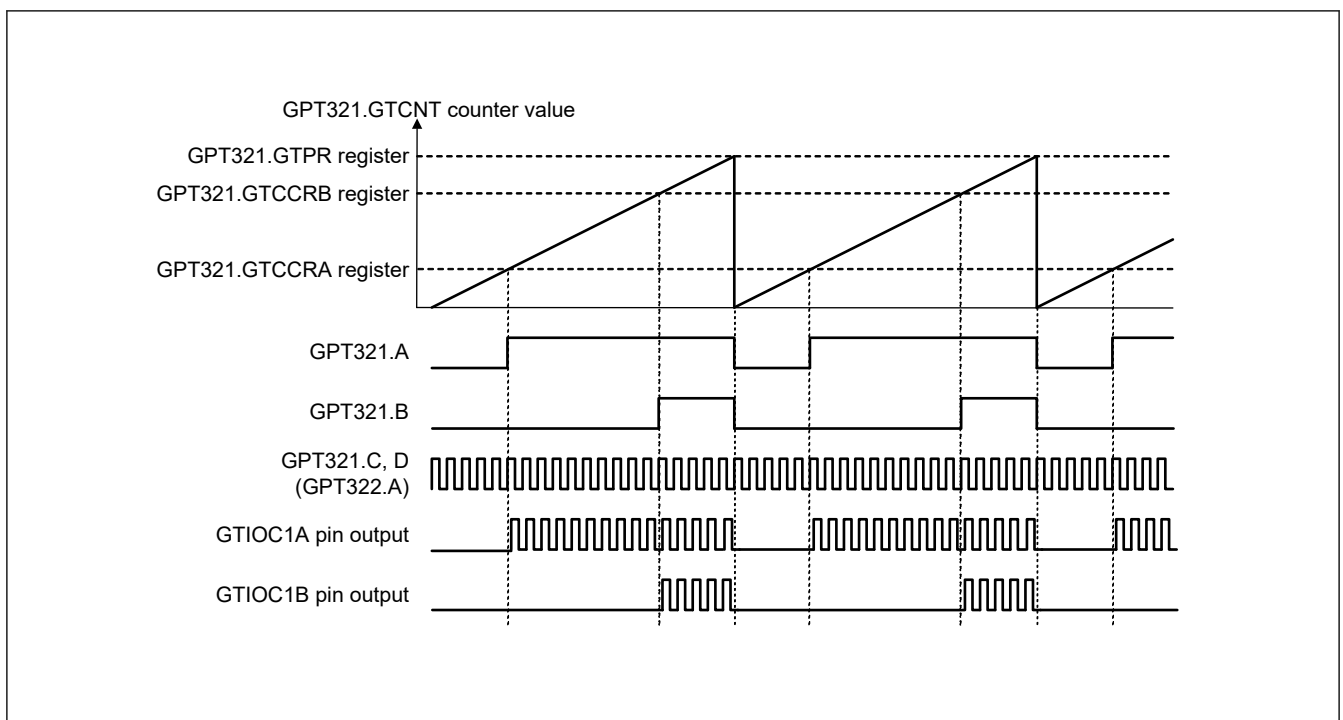 GPT321.GTCNT counter value
GPT321.GTPR register
GPT321.GTCCRB register
GPT321.GTCCRA register
GPT321.A
GPT321.B
GPT321.C, D
(GPT322.A)
GTIOC1A pin output
GTIOC1B pin output